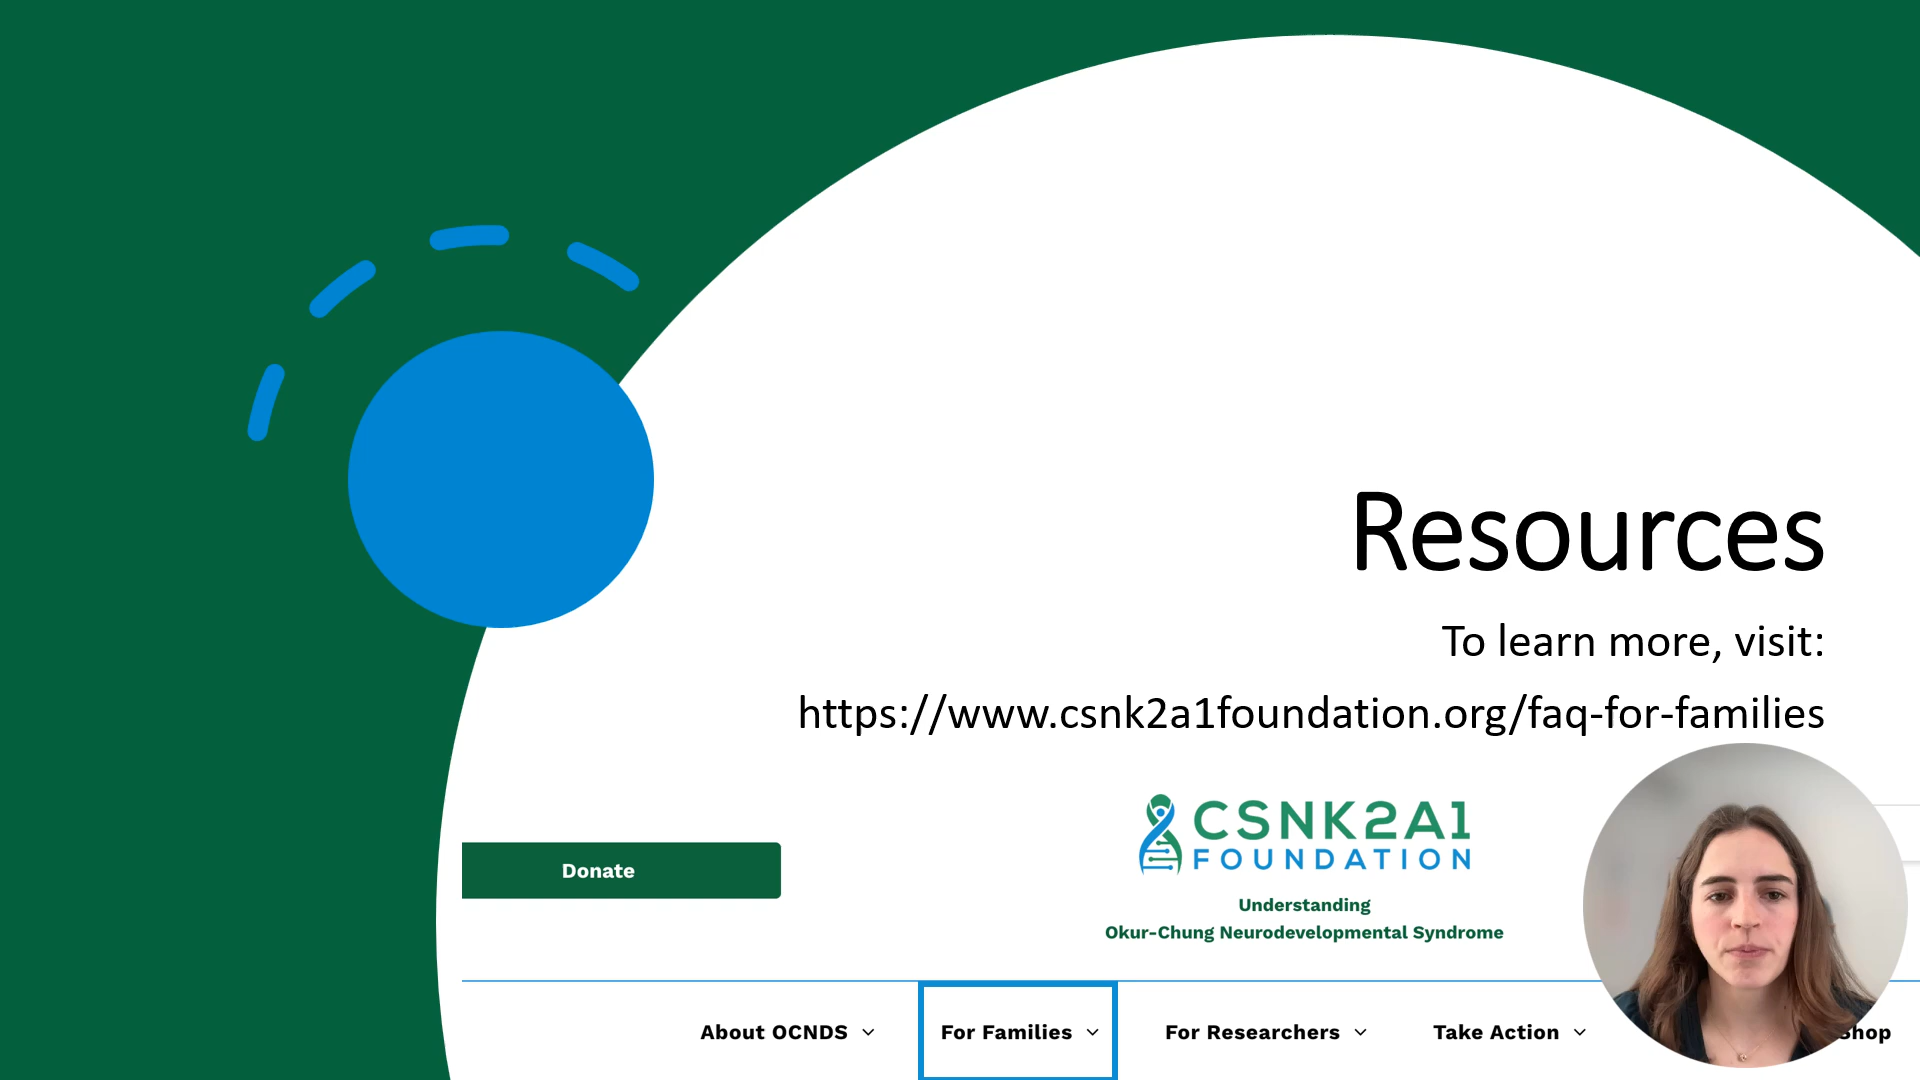 Resources
To learn more, visit:
https://www.csnk2a1foundation.org/faq-for-families
Donate
CSNK2A1
FOUNDATION
Understanding
Okur-Chung Neurodevelopmental Syndrome
About OCNDS
For Families
For Researchers
Take Action
Shop